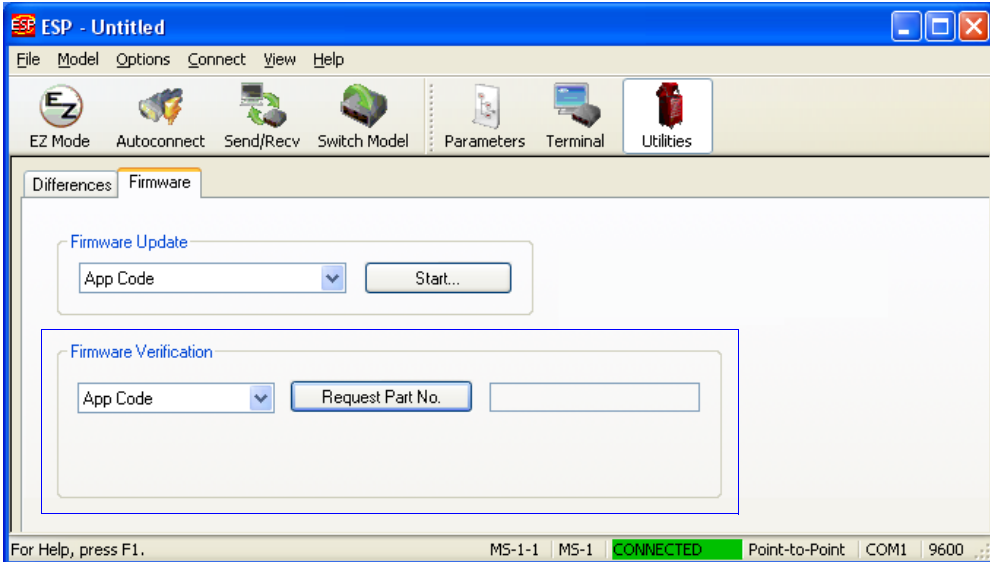 ESP - Untitled
File Model Options Connect View Help
EZ Mode Autoconnect Send/Recv Switch Model Parameters Terminal Utilities
Differences Firmware
Firmware Update
App Code Start...
Firmware Verification
App Code Request Part No.
For Help, press F1. MS-1-1 MS-1 CONNECTED Point-to-Point COM1 9600